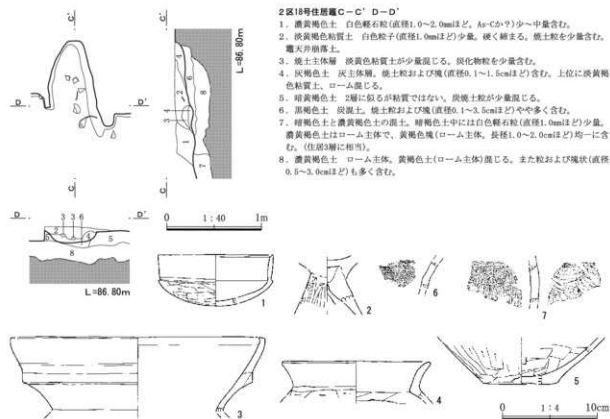 2区18号住居竈C-C' D-D'
1. 濃黄褐色土 白色軽石粒(直径1.0~2.0mmほど、As-Cか?)少~中量含。
2. 淡黄褐色粘質土 白色粒子(直径1.0mmほど)少量。硬く締まる。焼土粒を少量含む。
竈天井崩落土。
3. 焼土主体層 淡黄色粘質土が少量混じる。炭化物粒を少量含む。
4. 灰褐色土 灰主体層。焼土粒および塊(直径0.1~1.5cmほど)含む。上位に淡黄褐
色粘質土、ローム混じる。
5. 暗黄褐色土 2層に似るが粘質ではない。炭焼土粒が少量混じる。
6. 黒褐色土 炭混土。焼土粒および塊(直径0.1~3.5cmほど)やや多く含む。
7. 暗褐色土と濃黄褐色土の混土。暗褐色土中には白色軽石粒(直径1.0mmほど)少量。
濃黄褐色土はローム主体で、黄褐色塊(ローム主体。長径1.0~2.0cmほど)均一に含
む。(住居3層に相当)。
8. 濃黄褐色土 ローム主体。黄褐色土(ローム主体)混じる。また粒および塊状(直径
0.5~3.0cmほど)も多く含む。
C'
C'
L=86.80m
4
6
2
8
3
4
3
1
7
D
D'
C
C
D
D'
3 3 6
2
4
5
8
L=86.80m
0 1:40 1m
1
2
6
7
3
4
5
0 1:4 10cm